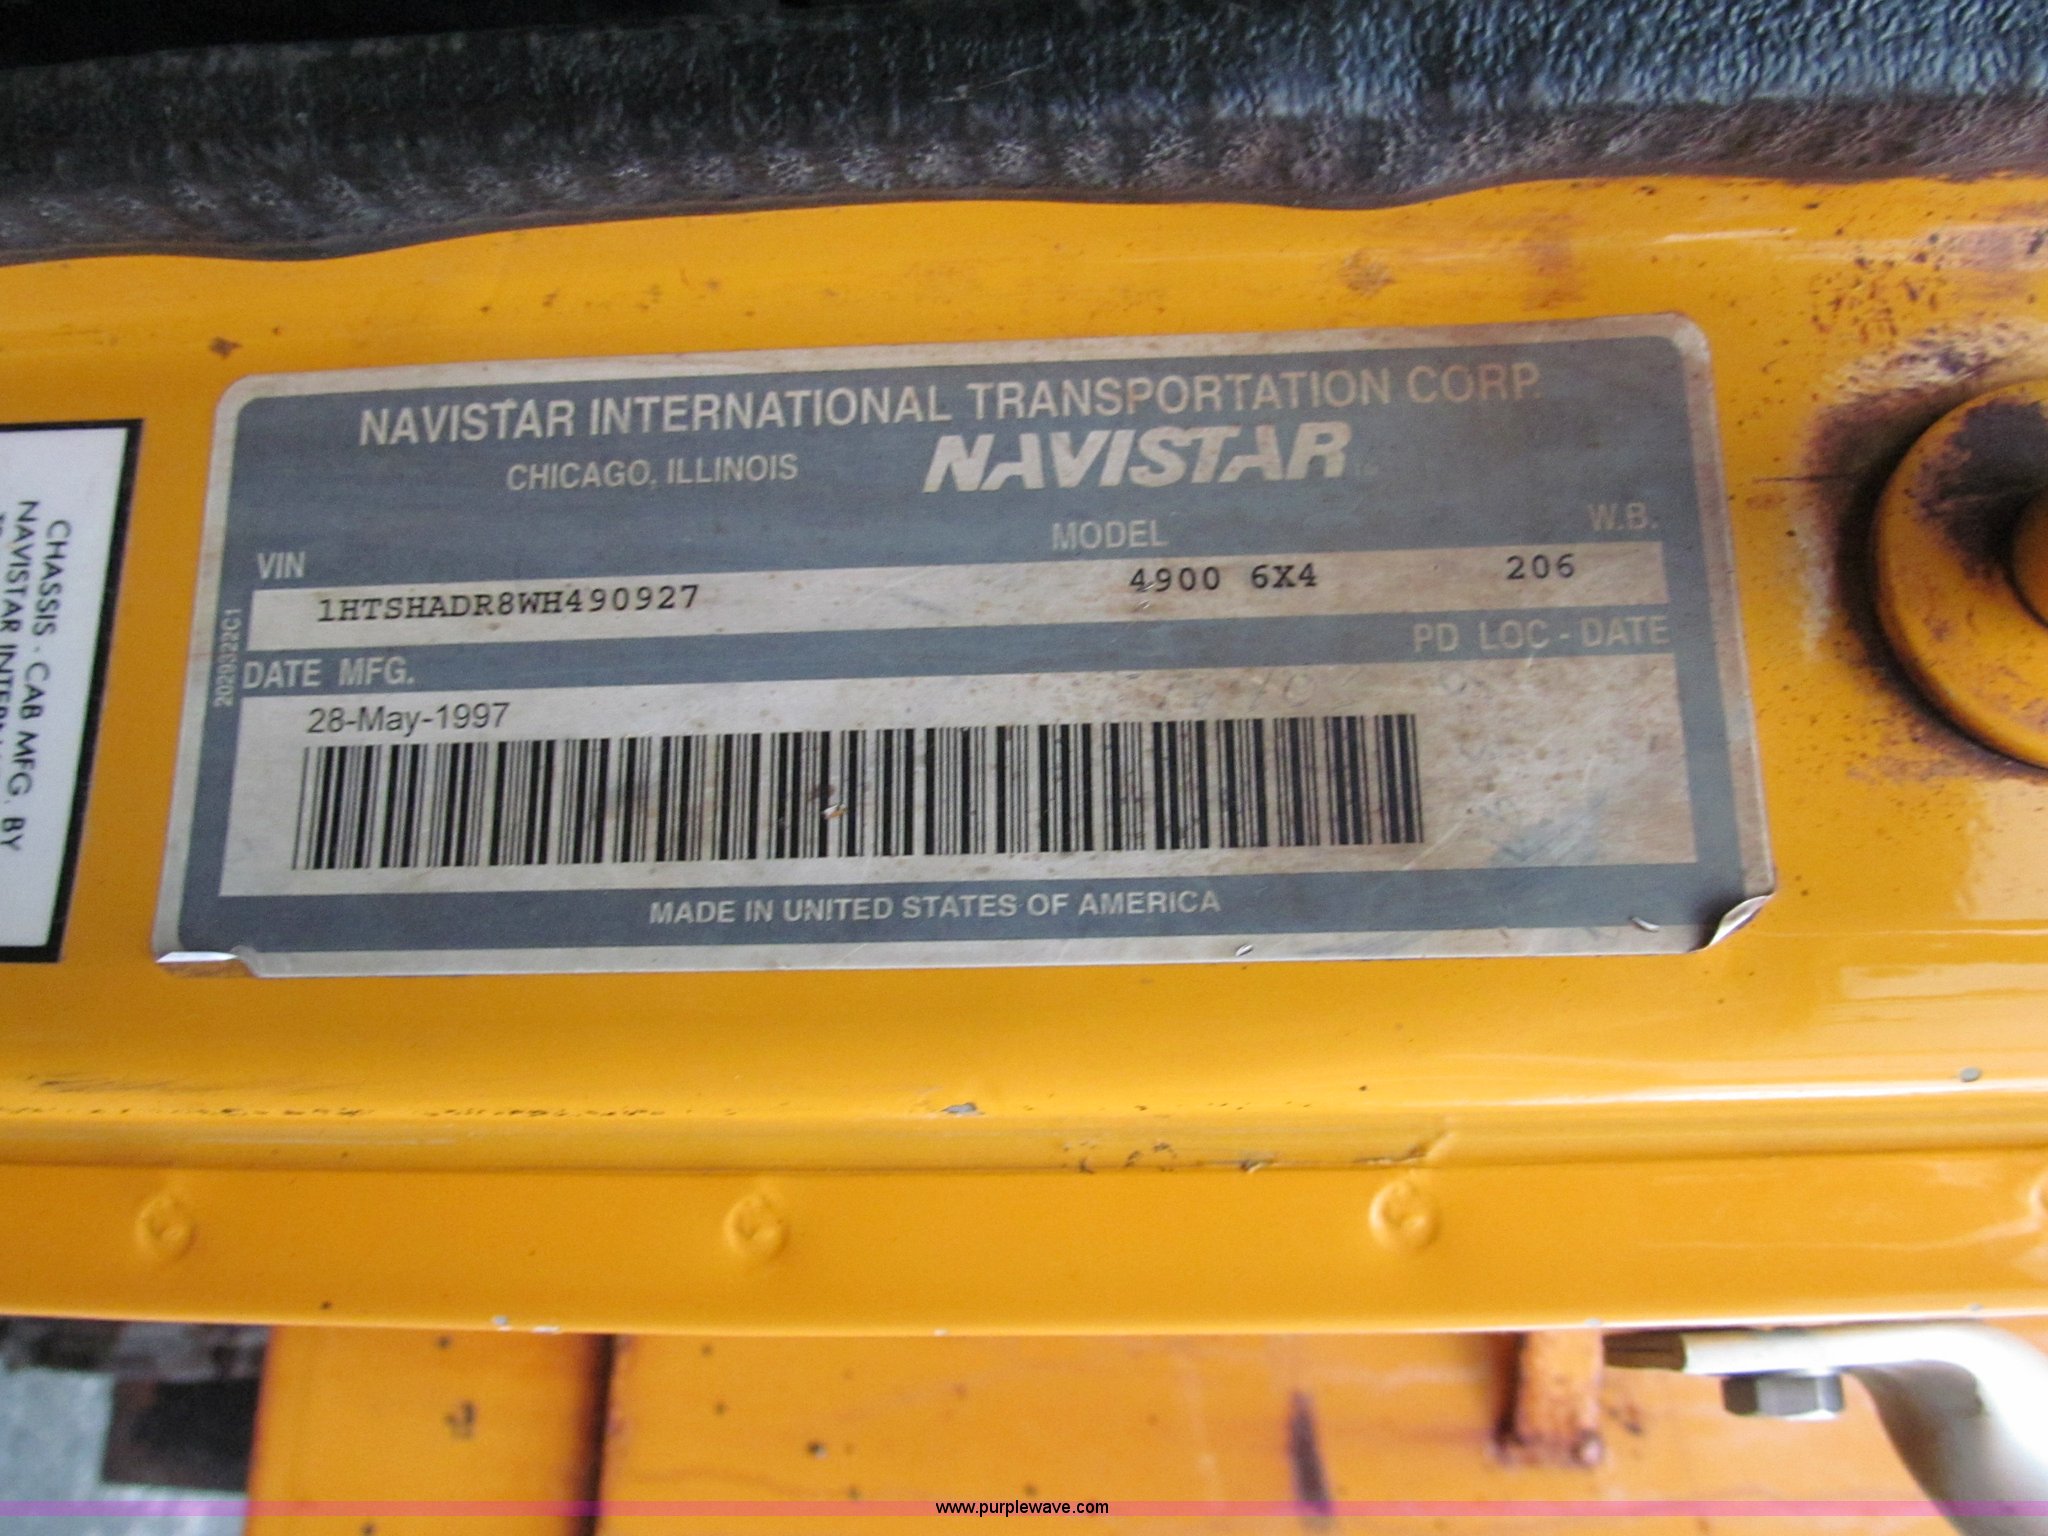 NAVISTAR INTERNATIONAL TRANSPORTATION CORP.
CHICAGO, ILLINOIS NAVISTAR
VIN MODEL W.B.
1HTSHADR8WH490927 4900 6X4 206
DATE MFG. PD LOC - DATE
28-May-1997
MADE IN UNITED STATES OF AMERICA
2029322C1
CHASSIS - CAB MFG. BY
NAVISTAR
www.purplewave.com